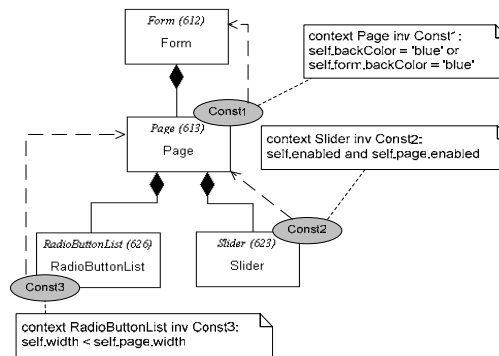 Form (612)
Form
context Page inv Const1:
self.backColor = 'blue' or
self.form.backColor = 'blue'
Const1
Page (613)
Page
context Slider inv Const2:
self.enabled and self.page.enabled
Const2
RadioButtonList (626)
RadioButtonList
Slider (623)
Slider
Const3
context RadioButtonList inv Const3:
self.width < self.page.width